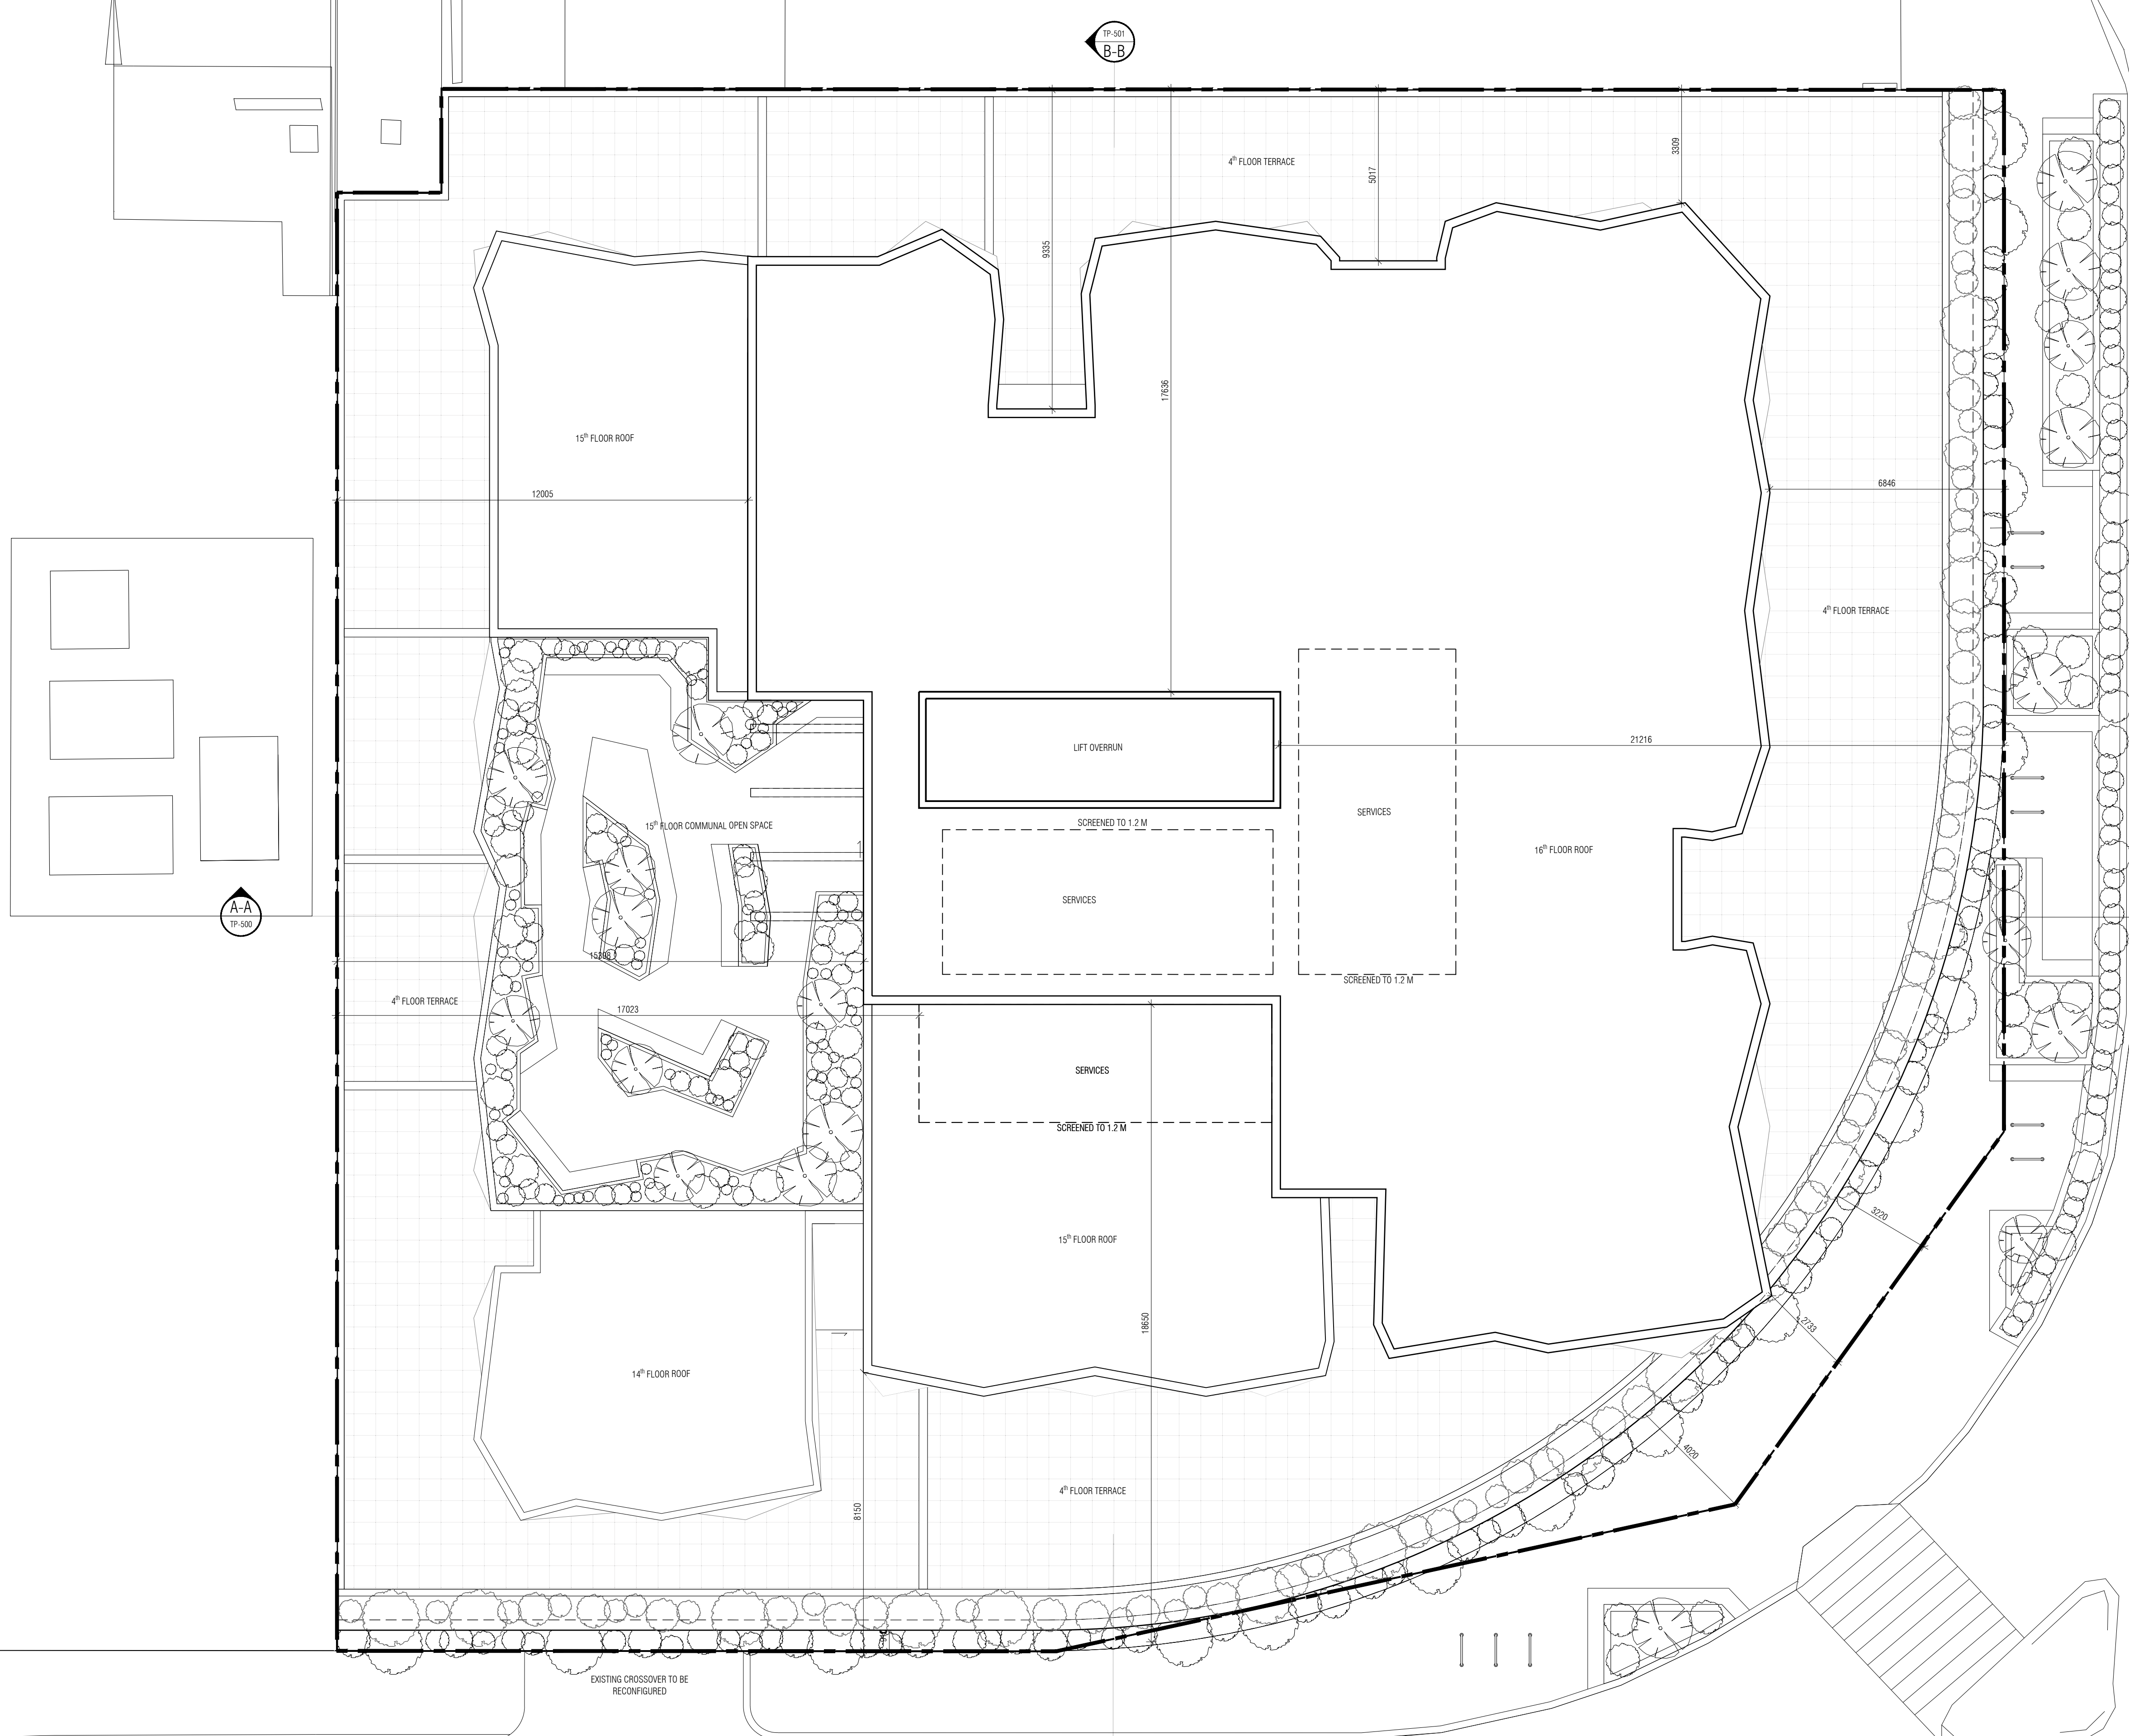 TP-501
B-B
3309
4th FLOOR TERRACE
5017
9335
17636
15th FLOOR ROOF
12005
6846
4th FLOOR TERRACE
LIFT OVERRUN
21216
SERVICES
SCREENED TO 1.2 M
15th FLOOR COMMUNAL OPEN SPACE
16th FLOOR ROOF
SERVICES
A-A
TP-500
SCREENED TO 1.2 M
4th FLOOR TERRACE
17023
SERVICES
SCREENED TO 1.2 M
3220
15th FLOOR ROOF
18650
2733
14th FLOOR ROOF
4020
4th FLOOR TERRACE
8150
EXISTING CROSSOVER TO BE
RECONFIGURED